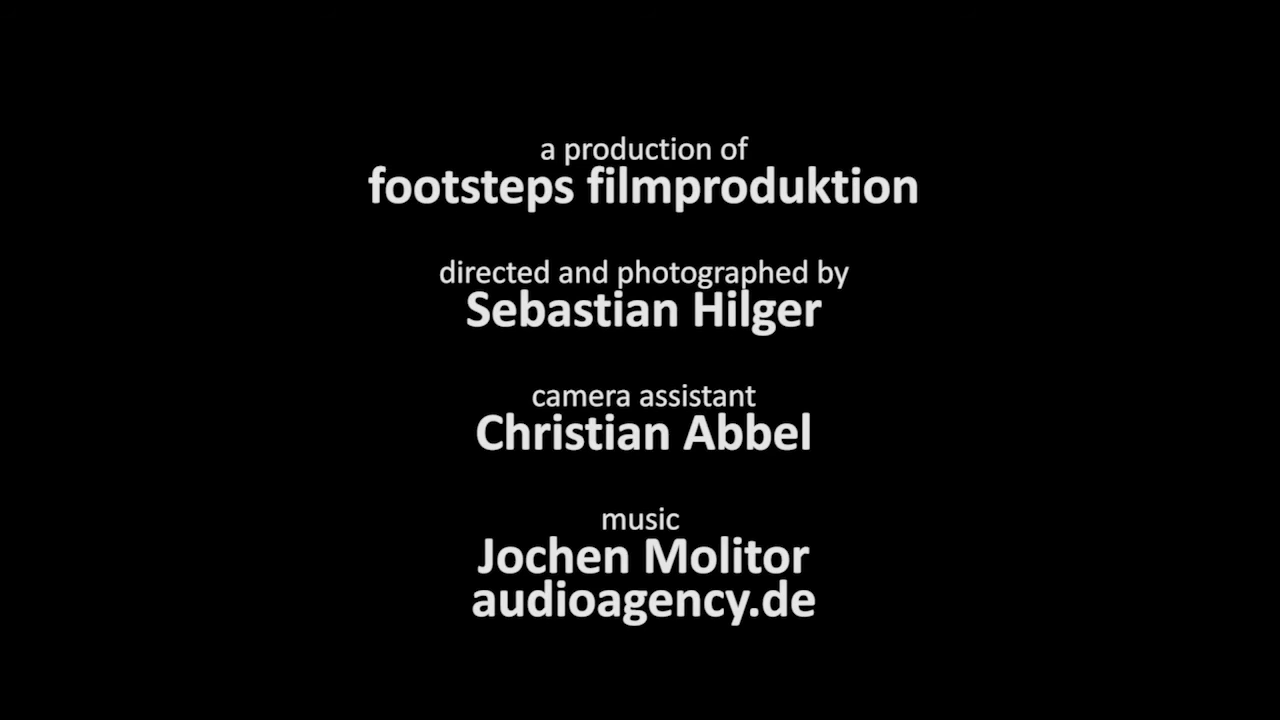 a production of
footsteps filmproduktion
directed and photographed by
Sebastian Hilger
camera assistant
Christian Abbel
music
Jochen Molitor
audioagency.de